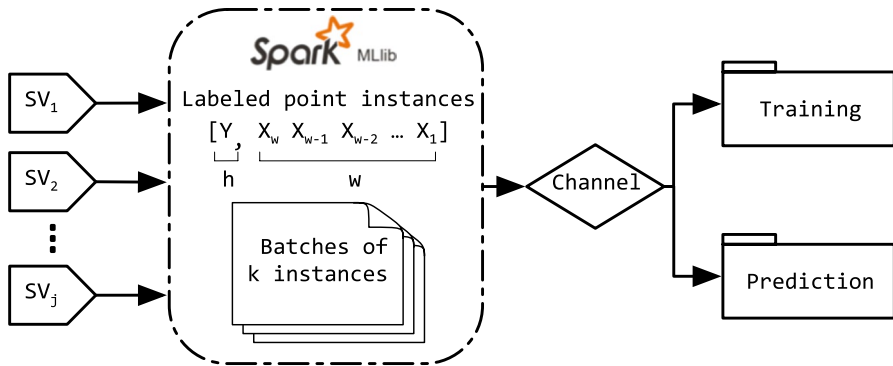 Spark MLlib
SV1
Labeled point instances
[Y, Xw Xw-1 Xw-2 … X1]
h w
SV2
SVj
Batches of
k instances
Channel
Training
Prediction